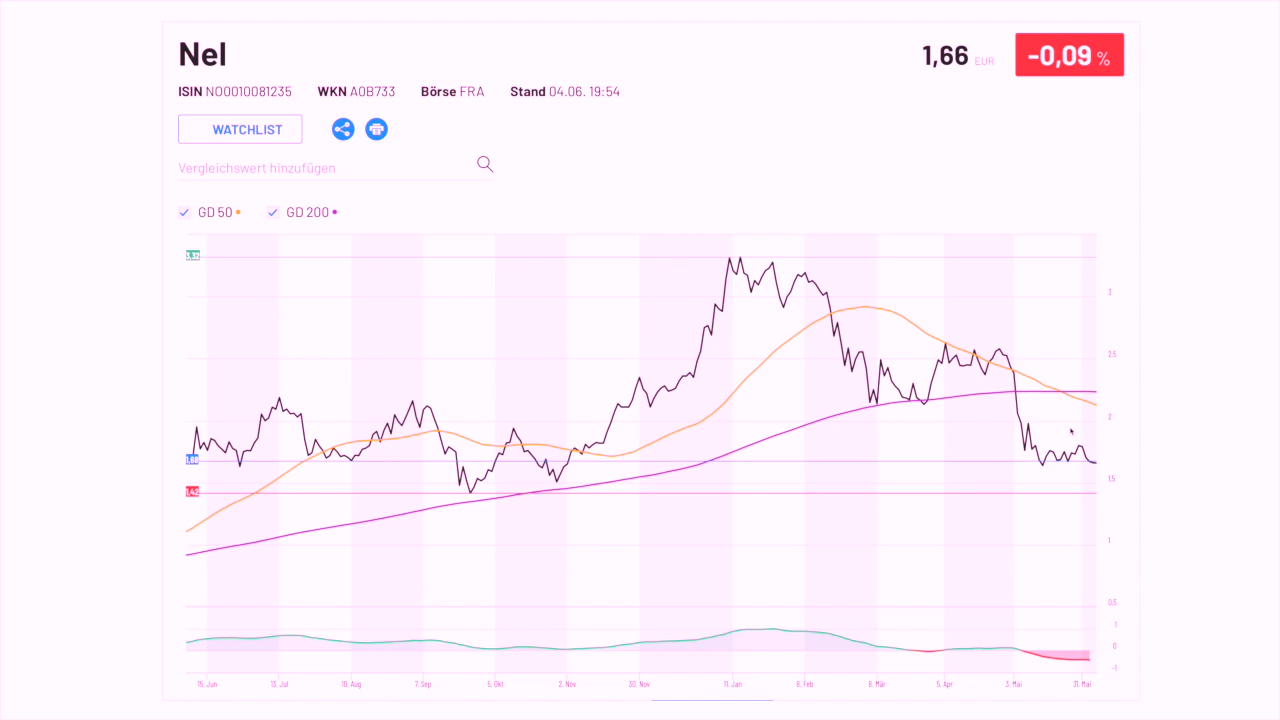 Nel
1,66 EUR -0,09 %
ISIN NO0010081235 WKN A0B733 Börse FRA Stand 04.06. 19:54
WATCHLIST
Vergleichswert hinzufügen
GD 50 GD 200
3,32
3
2,5
2
1,66
1,5
1,42
1
0,5
1
0
-1
15. Jun 13. Jul 10. Aug 7. Sep 5. Okt 2. Nov 30. Nov 11. Jan 8. Feb 8. Mär 5. Apr 3. Mai 31. Mai